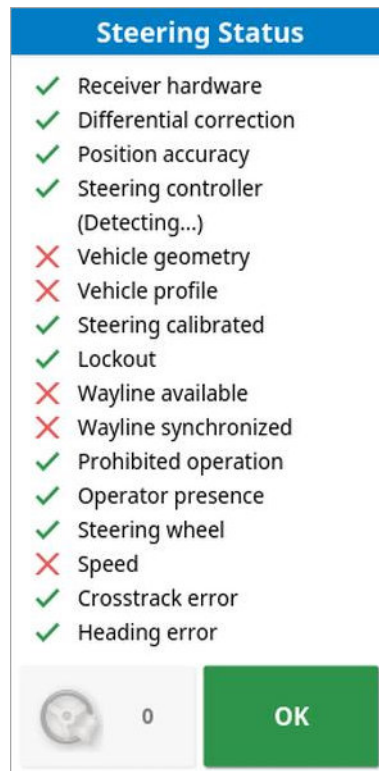 Steering Status
Receiver hardware
Differential correction
Position accuracy
Steering controller
(Detecting...)
Vehicle geometry
Vehicle profile
Steering calibrated
Lockout
Wayline available
Wayline synchronized
Prohibited operation
Operator presence
Steering wheel
Speed
Crosstrack error
Heading error
0
OK